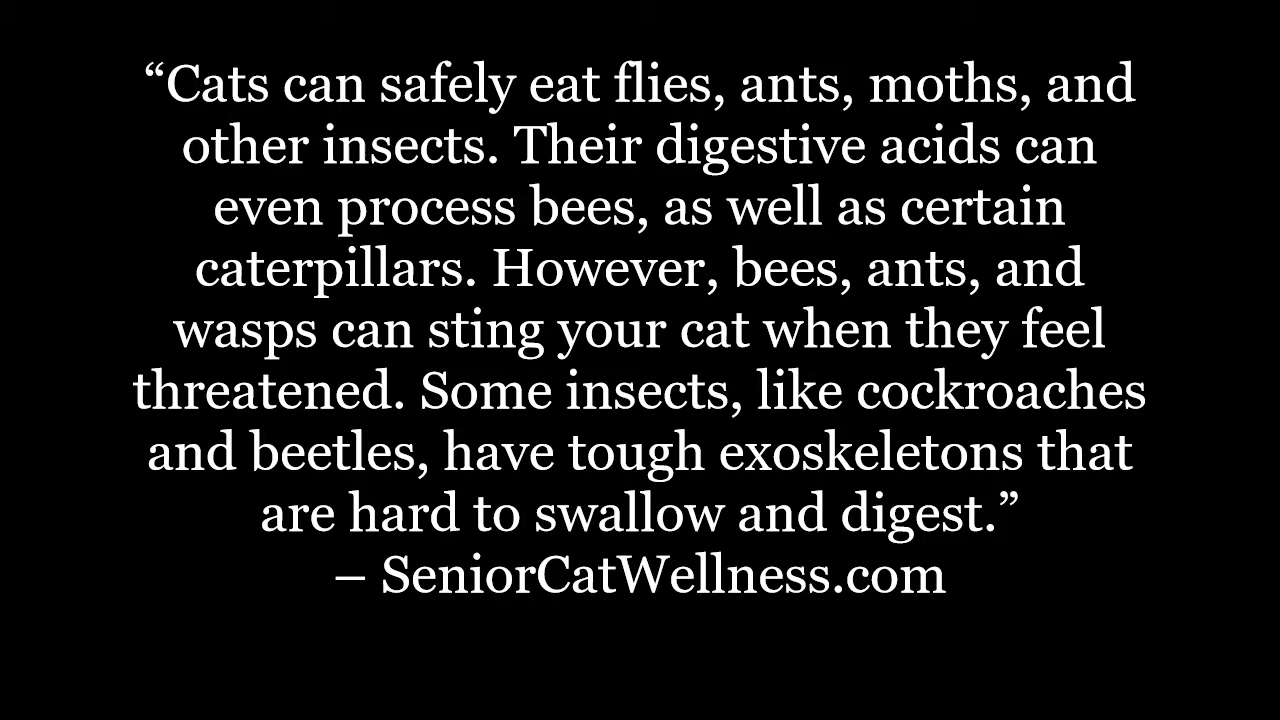 “Cats can safely eat flies, ants, moths, and
other insects. Their digestive acids can
even process bees, as well as certain
caterpillars. However, bees, ants, and
wasps can sting your cat when they feel
threatened. Some insects, like cockroaches
and beetles, have tough exoskeletons that
are hard to swallow and digest.”
– SeniorCatWellness.com